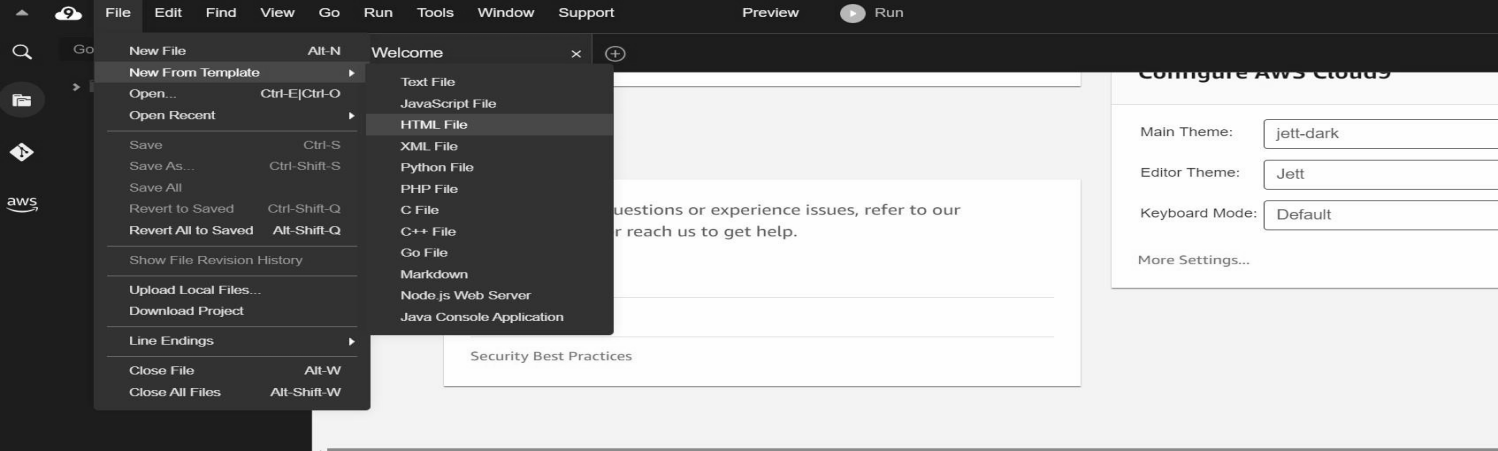 File Edit Find View Go Run Tools Window Support Preview Run
Go
Welcome
New File Alt-N
New From Template
Open... Ctrl-E|Ctrl-O
Open Recent
Save Ctrl-S
Save As... Ctrl-Shift-S
Save All
Revert to Saved Ctrl-Shift-Q
Revert All to Saved Alt-Shift-Q
Show File Revision History
Upload Local Files...
Download Project
Line Endings
Close File Alt-W
Close All Files Alt-Shift-W
Text File
JavaScript File
HTML File
XML File
Python File
PHP File
C File
C++ File
Go File
Markdown
Node.js Web Server
Java Console Application
uestions or experience issues, refer to our
r reach us to get help.
Security Best Practices
Configure AWS Cloud9
Main Theme: jett-dark
Editor Theme: Jett
Keyboard Mode: Default
More Settings...
aws